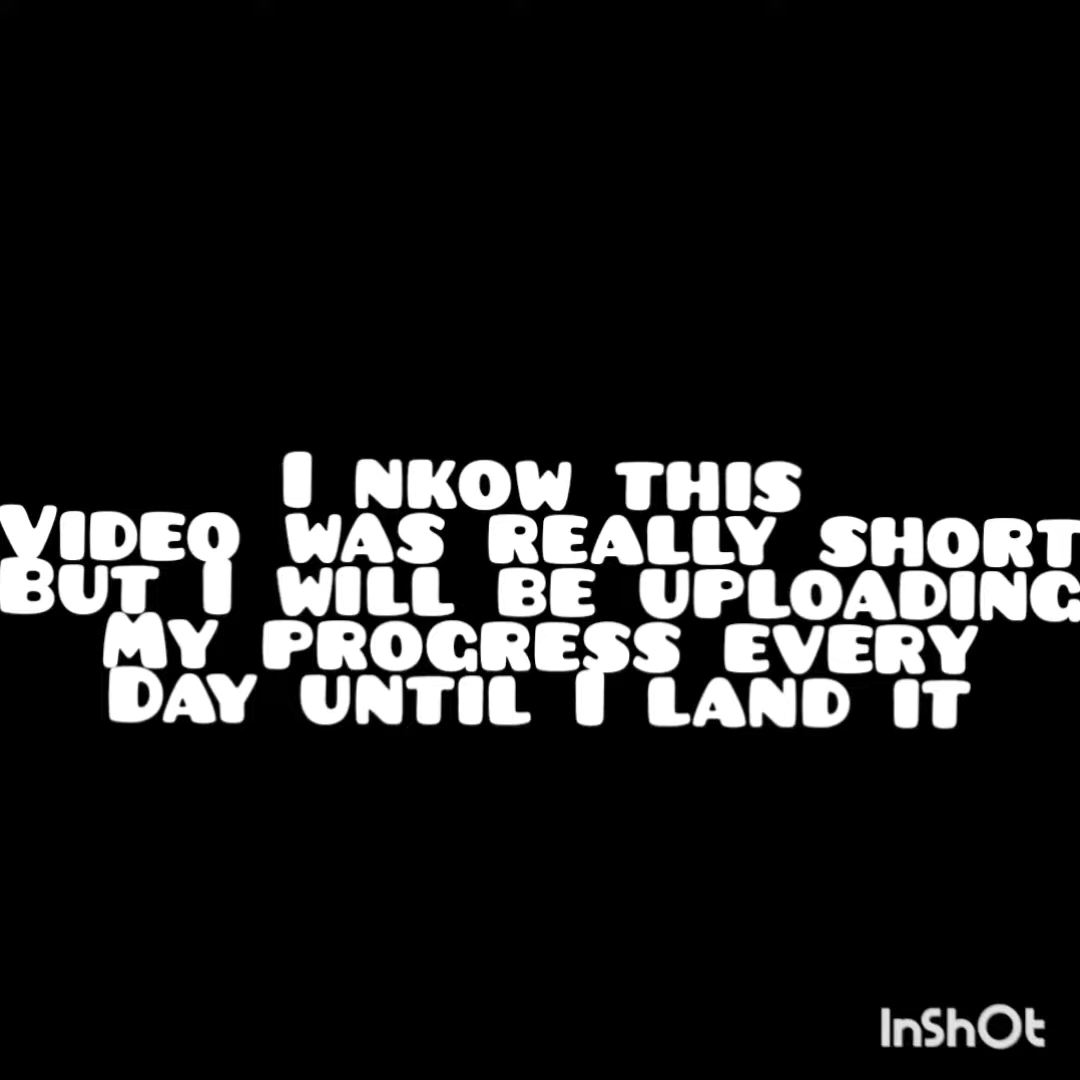 I nkow this
Video was really short
but I will be uploading
My progress every
Day until I land it
InShOt